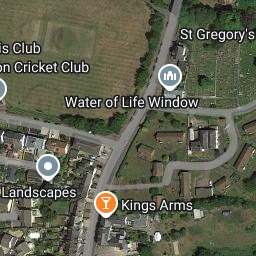 St Gregory's
is Club
on Cricket Club
Water of Life Window
Landscapes
Kings Arms